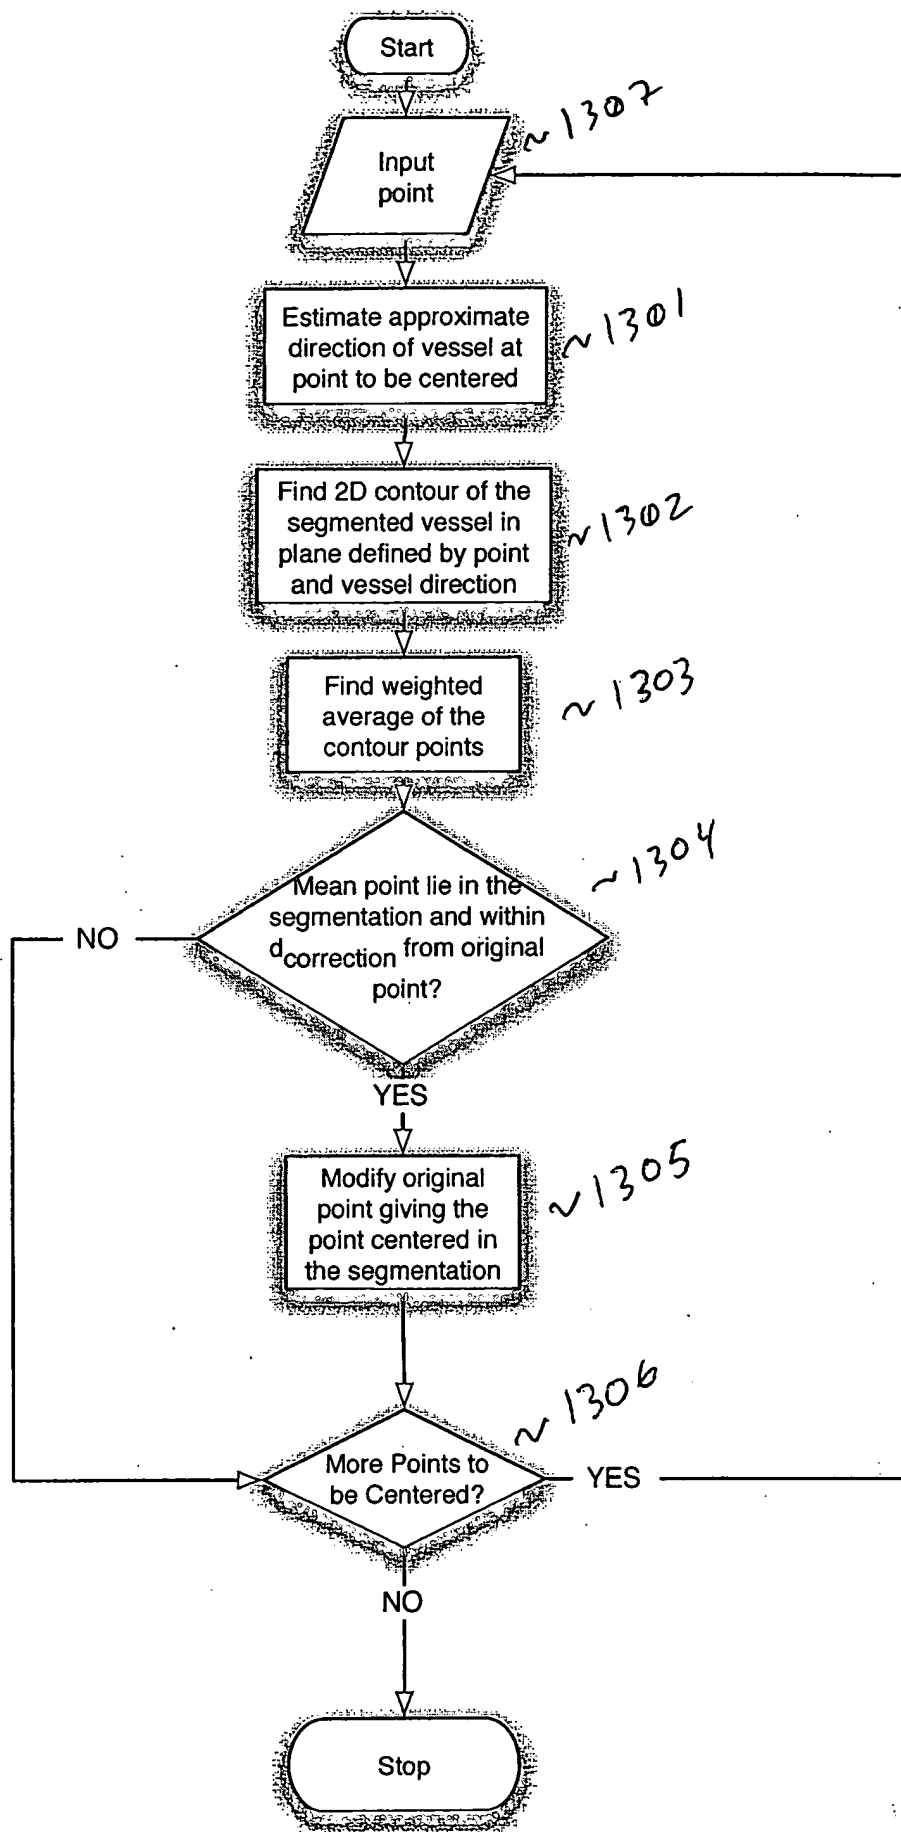 Start
Input
point
~1307
Estimate approximate
direction of vessel at
point to be centered
~1301
Find 2D contour of the
segmented vessel in
plane defined by point
and vessel direction
~1302
Find weighted
average of the
contour points
~1303
Mean point lie in the
segmentation and within
dcorrection from original
point?
~1304
NO
YES
Modify original
point giving the
point centered in
the segmentation
~1305
More Points to
be Centered?
~1306
YES
NO
Stop